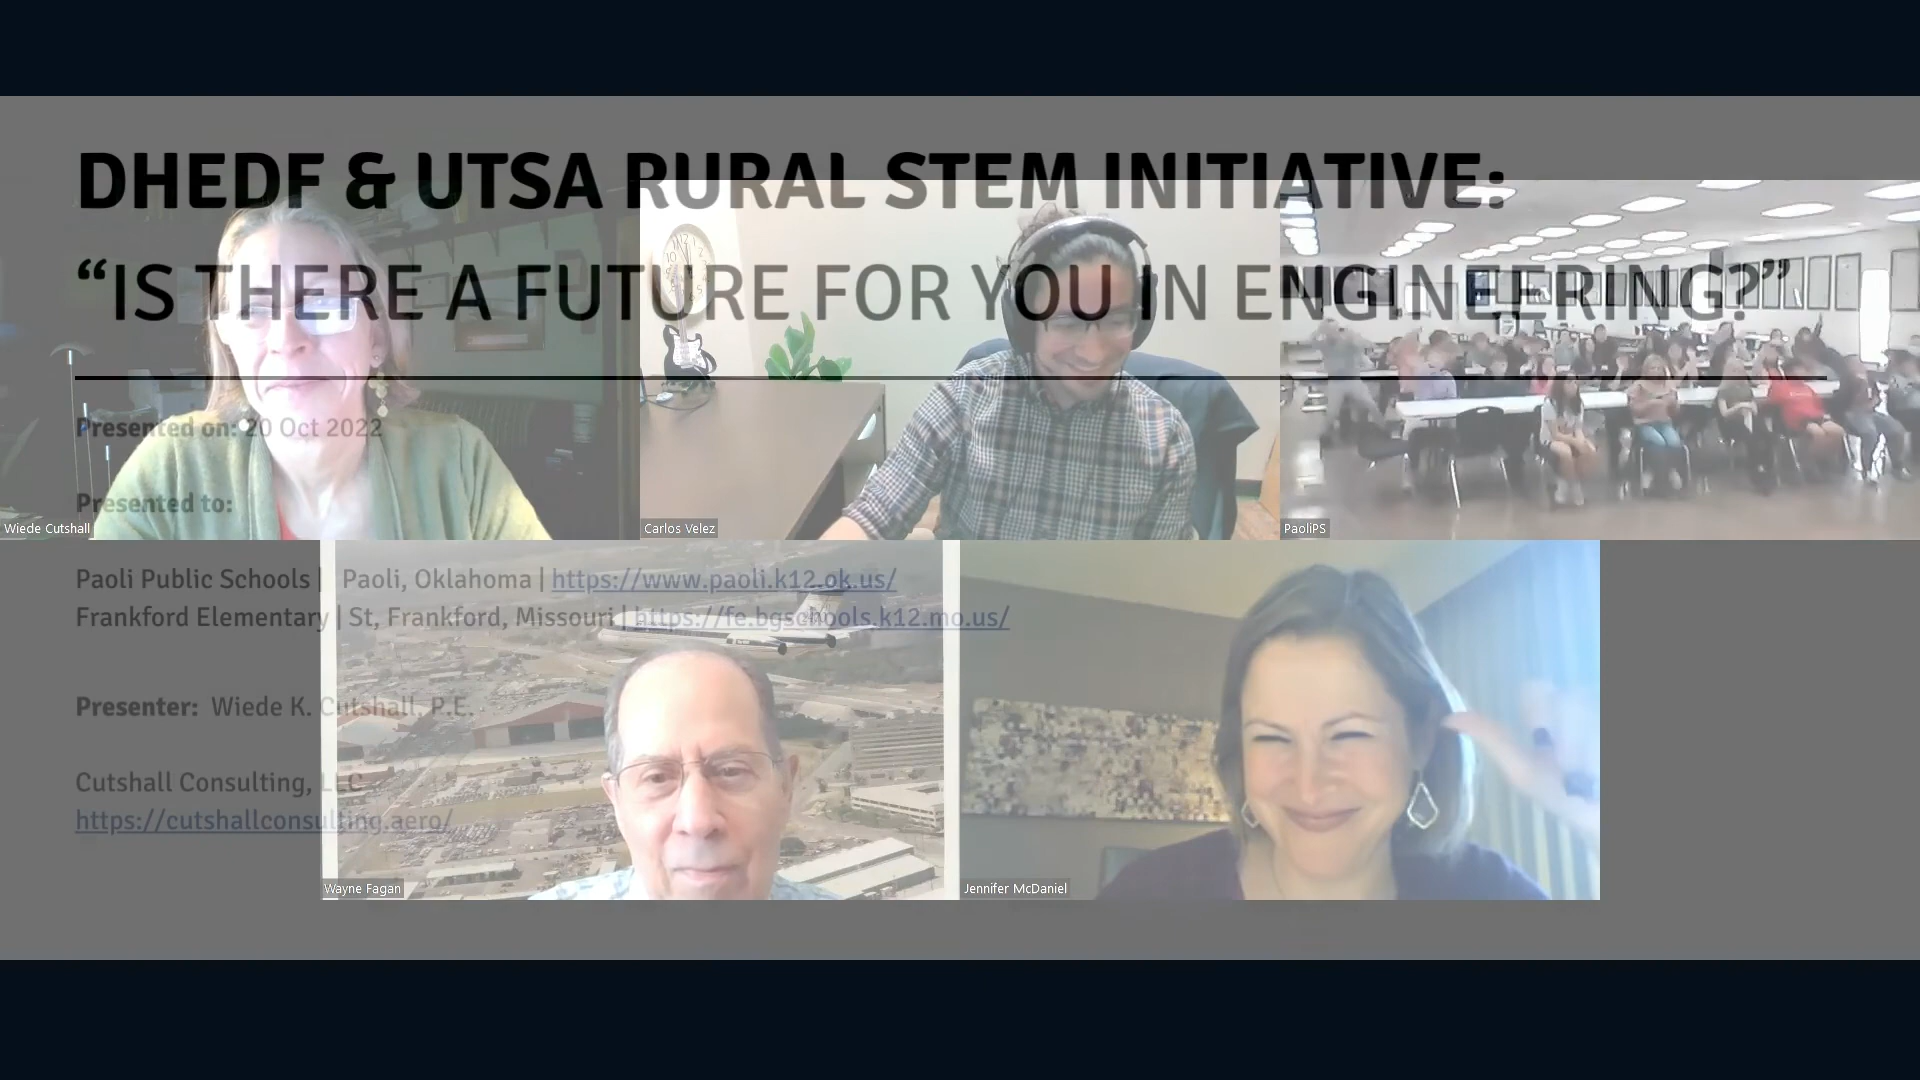 DHEDF & UTSA RURAL STEM INITIATIVE:
“IS THERE A FUTURE FOR YOU IN ENGINEERING?”
Presented on: 20 Oct 2022
Presented to:
Wiede Cutshall
Carlos Velez
PaoliPS
Paoli Public Schools | Paoli, Oklahoma | https://www.paoli.k12.ok.us/
Frankford Elementary | St, Frankford, Missouri | https://fe.bgschools.k12.mo.us/
Presenter: Wiede K. Cutshall, P.E.
Cutshall Consulting, LLC
https://cutshallconsulting.aero/
Wayne Fagan
Jennifer McDaniel